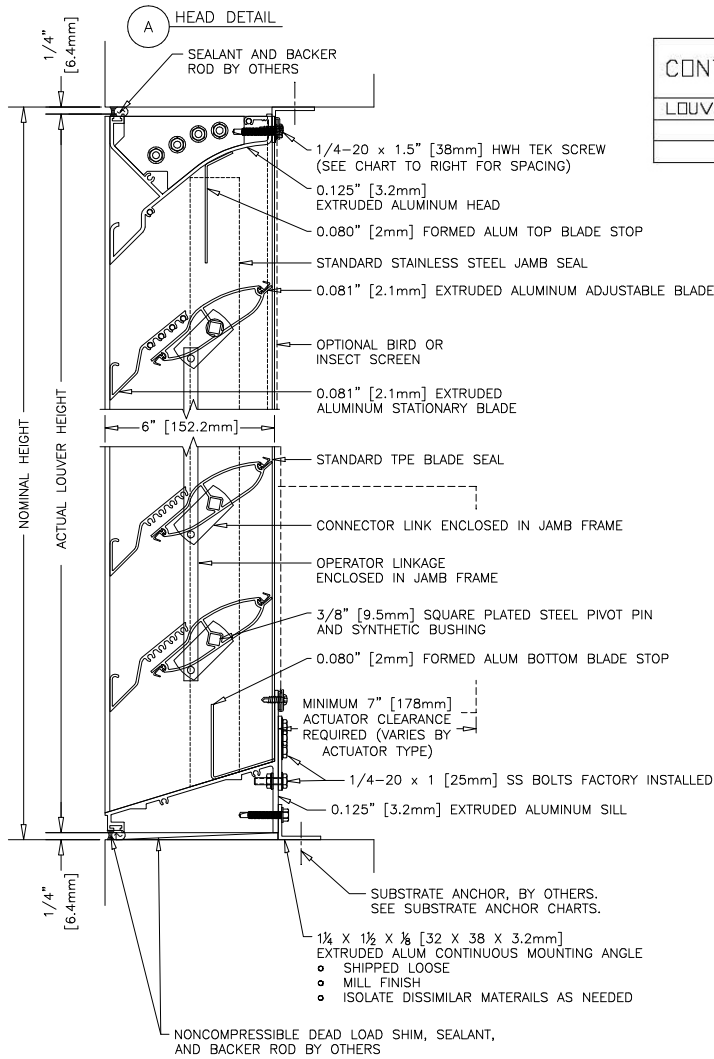 A
HEAD DETAIL
1/4"
[6.4mm]
SEALANT AND BACKER
ROD BY OTHERS
1/4-20 x 1.5" [38mm] HWH TEK SCREW
(SEE CHART TO RIGHT FOR SPACING)
0.125" [3.2mm]
EXTRUDED ALUMINUM HEAD
0.080" [2mm] FORMED ALUM TOP BLADE STOP
STANDARD STAINLESS STEEL JAMB SEAL
0.081" [2.1mm] EXTRUDED ALUMINUM ADJUSTABLE BLADE
OPTIONAL BIRD OR
INSECT SCREEN
0.081" [2.1mm] EXTRUDED
ALUMINUM STATIONARY BLADE
6" [152.2mm]
NOMINAL HEIGHT
ACTUAL LOUVER HEIGHT
STANDARD TPE BLADE SEAL
CONNECTOR LINK ENCLOSED IN JAMB FRAME
OPERATOR LINKAGE
ENCLOSED IN JAMB FRAME
3/8" [9.5mm] SQUARE PLATED STEEL PIVOT PIN
AND SYNTHETIC BUSHING
0.080" [2mm] FORMED ALUM BOTTOM BLADE STOP
MINIMUM 7" [178mm]
ACTUATOR CLEARANCE
REQUIRED (VARIES BY
ACTUATOR TYPE)
1/4-20 x 1 [25mm] SS BOLTS FACTORY INSTALLED
0.125" [3.2mm] EXTRUDED ALUMINUM SILL
1/4"
[6.4mm]
SUBSTRATE ANCHOR, BY OTHERS.
SEE SUBSTRATE ANCHOR CHARTS.
1¼ X 1½ X ⅛ [32 X 38 X 3.2mm]
EXTRUDED ALUM CONTINUOUS MOUNTING ANGLE
SHIPPED LOOSE
MILL FINISH
ISOLATE DISSIMILAR MATERAILS AS NEEDED
NONCOMPRESSIBLE DEAD LOAD SHIM, SEALANT,
AND BACKER ROD BY OTHERS
CON
LOUV